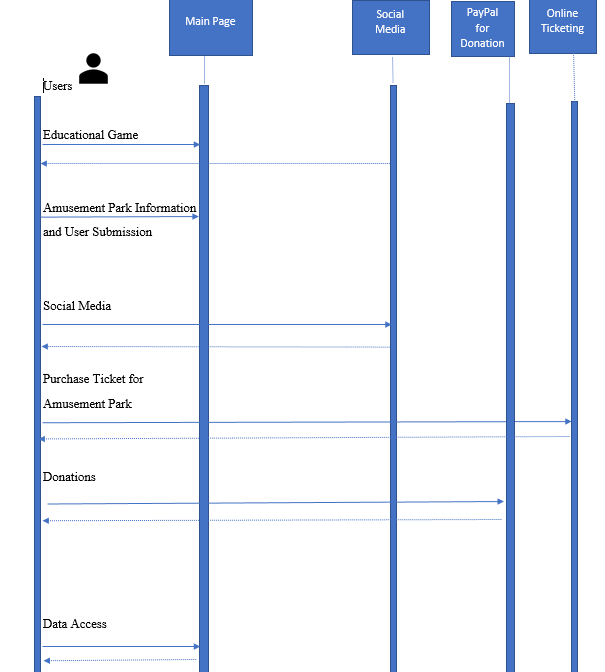 Main Page
Social
Media
PayPal
for
Donation
Online
Ticketing
Users
Educational Game
Amusement Park Information
and User Submission
Social Media
Purchase Ticket for
Amusement Park
Donations
Data Access